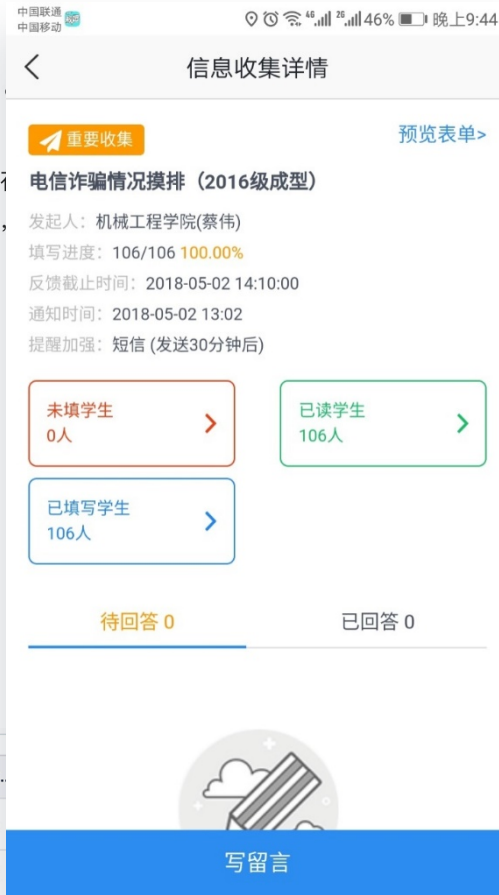 中国联通
中国移动
46% 晚上9:44
信息收集详情
重要收集
预览表单>
电信诈骗情况摸排（2016级成型）
发起人：机械工程学院(蔡伟)
填写进度：106/106 100.00%
反馈截止时间：2018-05-02 14:10:00
通知时间：2018-05-02 13:02
提醒加强：短信 (发送30分钟后)
未填学生
0人
已读学生
106人
已填写学生
106人
待回答 0
已回答 0
写留言